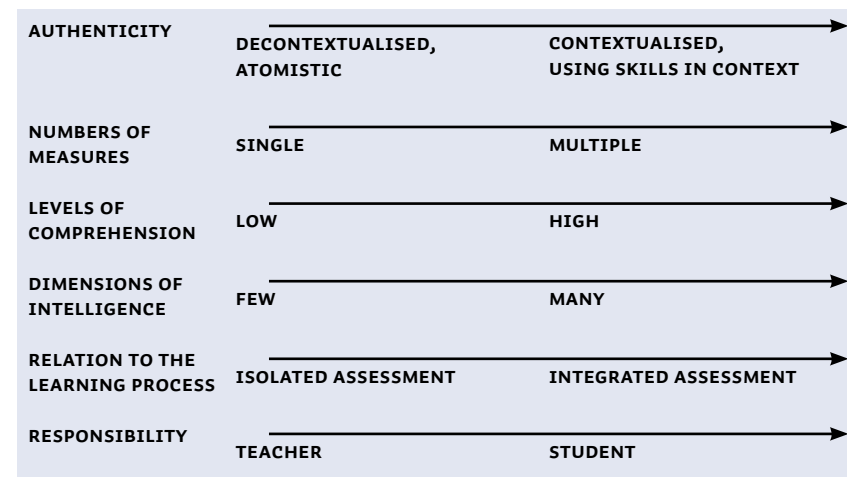 AUTHENTICITY
DECONTEXTUALISED,
ATOMISTIC
CONTEXTUALISED,
USING SKILLS IN CONTEXT
NUMBERS OF
MEASURES
SINGLE
MULTIPLE
LEVELS OF
COMPREHENSION
LOW
HIGH
DIMENSIONS OF
INTELLIGENCE
FEW
MANY
RELATION TO THE
LEARNING PROCESS
ISOLATED ASSESSMENT
INTEGRATED ASSESSMENT
RESPONSIBILITY
TEACHER
STUDENT